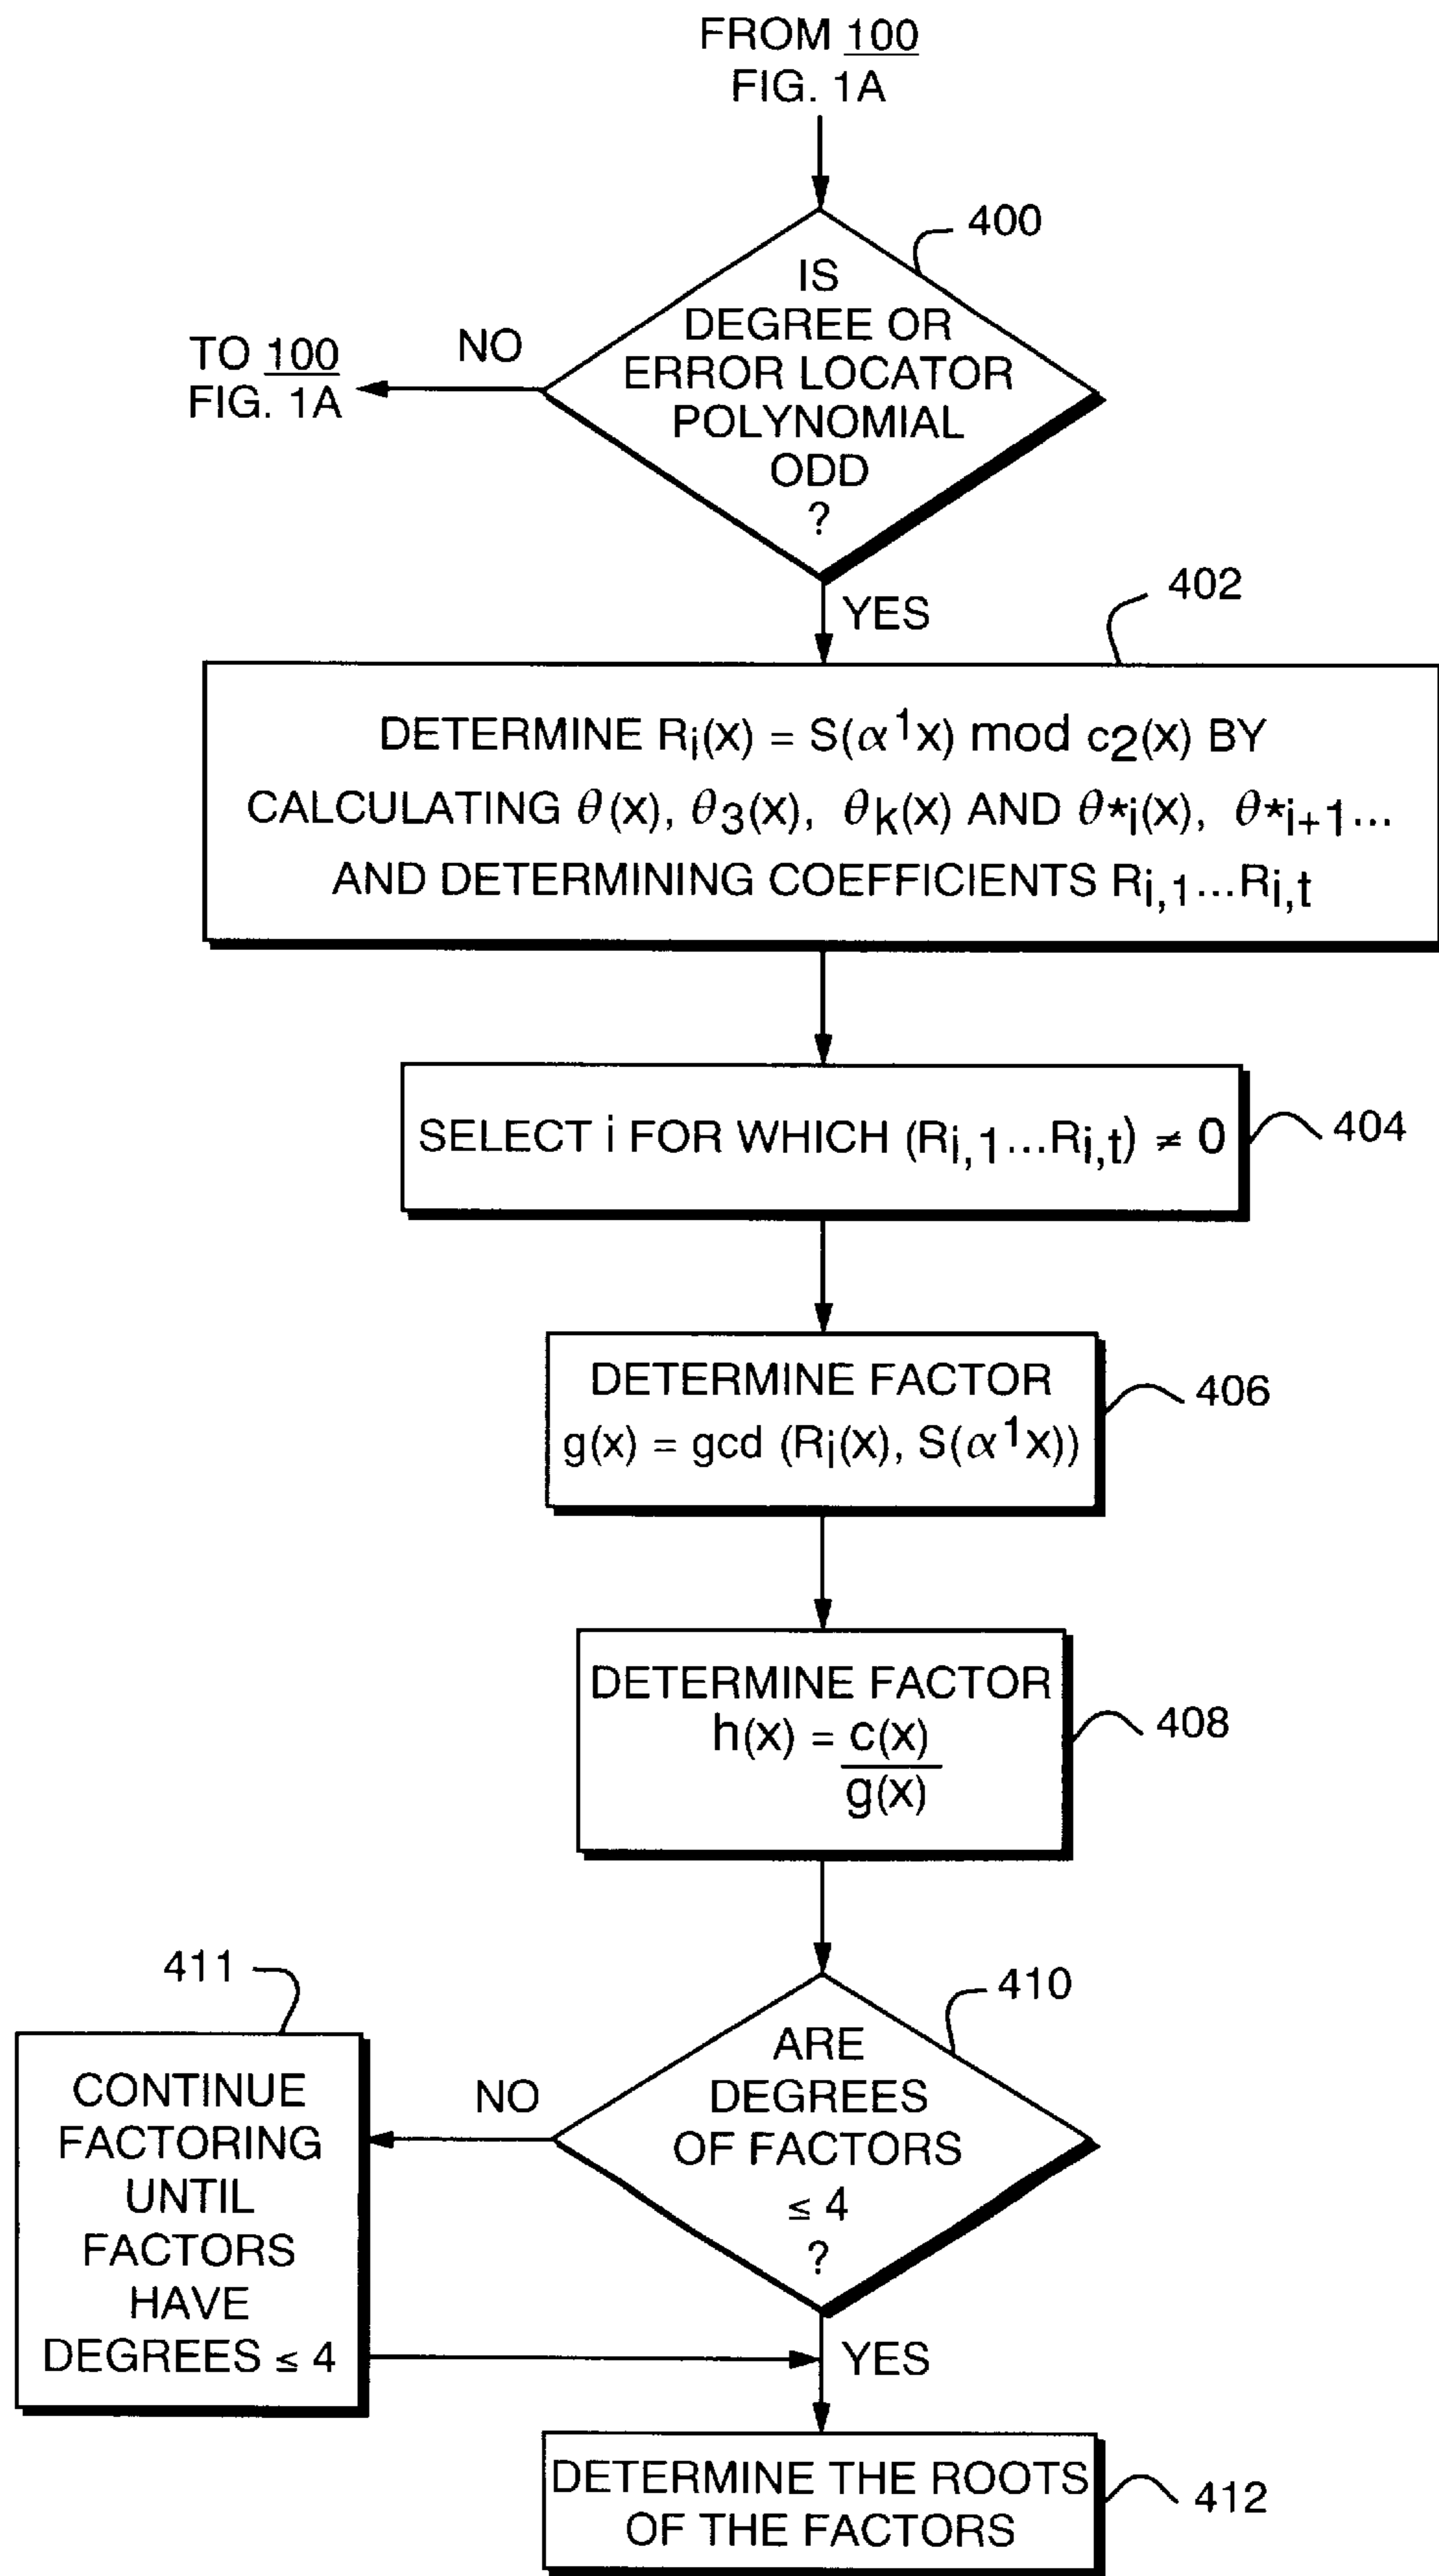 FROM 100
FIG. 1A
400
IS
DEGREE OR
ERROR LOCATOR
POLYNOMIAL
ODD
?
NO
TO 100
FIG. 1A
YES
402
DETERMINE Ri(x) = S(α¹x) mod c2(x) BY
CALCULATING θ(x), θ3(x), θk(x) AND θ*i(x), θ*i+1...
AND DETERMINING COEFFICIENTS Ri,1...Ri,t
SELECT i FOR WHICH (Ri,1...Ri,t) ≠ 0
404
DETERMINE FACTOR
g(x) = gcd (Ri(x), S(α¹x))
406
DETERMINE FACTOR
h(x) = c(x)
g(x)
408
411
410
ARE
DEGREES
OF FACTORS
≤ 4
?
NO
CONTINUE
FACTORING
UNTIL
FACTORS
HAVE
DEGREES ≤ 4
YES
DETERMINE THE ROOTS
OF THE FACTORS
412